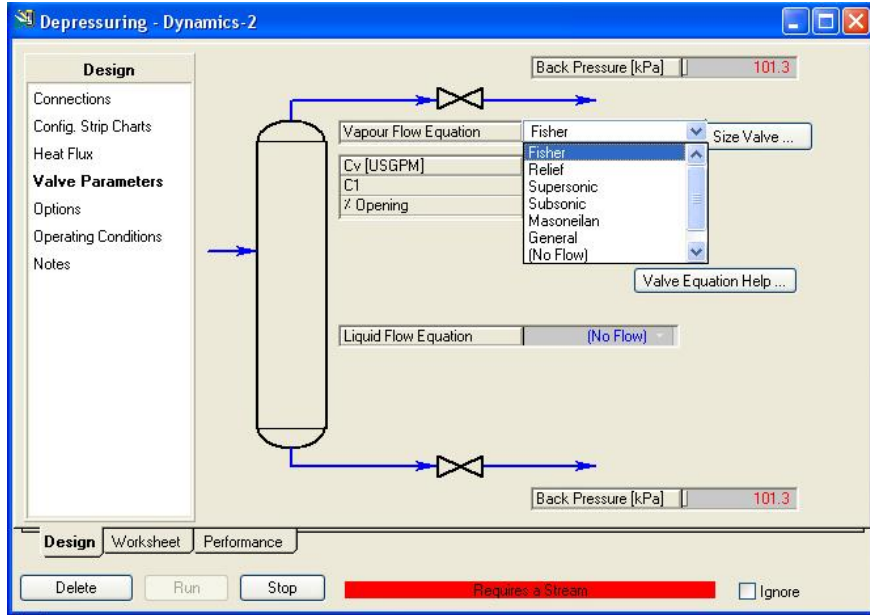 Depressuring - Dynamics-2
Design
Connections
Config. Strip Charts
Heat Flux
Valve Parameters
Options
Operating Conditions
Notes
Back Pressure [kPa] 101.3
Vapour Flow Equation Fisher Size Valve ...
Cv [USGPM]
C1
% Opening
Fisher
Relief
Supersonic
Subsonic
Masoneilan
General
(No Flow)
Valve Equation Help ...
Liquid Flow Equation (No Flow)
Back Pressure [kPa] 101.3
Design Worksheet Performance
Delete Run Stop Requires a Stream Ignore